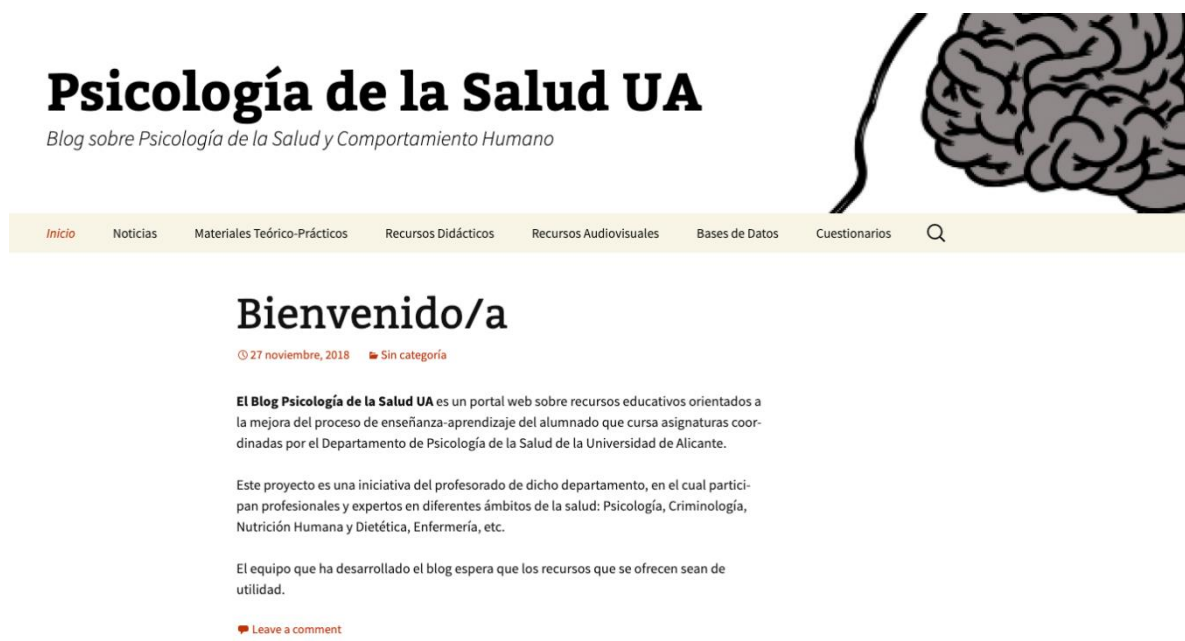 Psicología de la Salud UA
Blog sobre Psicología de la Salud y Comportamiento Humano
Inicio Noticias Materiales Teórico-Prácticos Recursos Didácticos Recursos Audiovisuales Bases de Datos Cuestionarios
Bienvenido/a
27 noviembre, 2018 Sin categoría
El Blog Psicología de la Salud UA es un portal web sobre recursos educativos orientados a
la mejora del proceso de enseñanza-aprendizaje del alumnado que cursa asignaturas coor-
dinadas por el Departamento de Psicología de la Salud de la Universidad de Alicante.
Este proyecto es una iniciativa del profesorado de dicho departamento, en el cual partici-
pan profesionales y expertos en diferentes ámbitos de la salud: Psicología, Criminología,
Nutrición Humana y Dietética, Enfermería, etc.
El equipo que ha desarrollado el blog espera que los recursos que se ofrecen sean de
utilidad.
Leave a comment